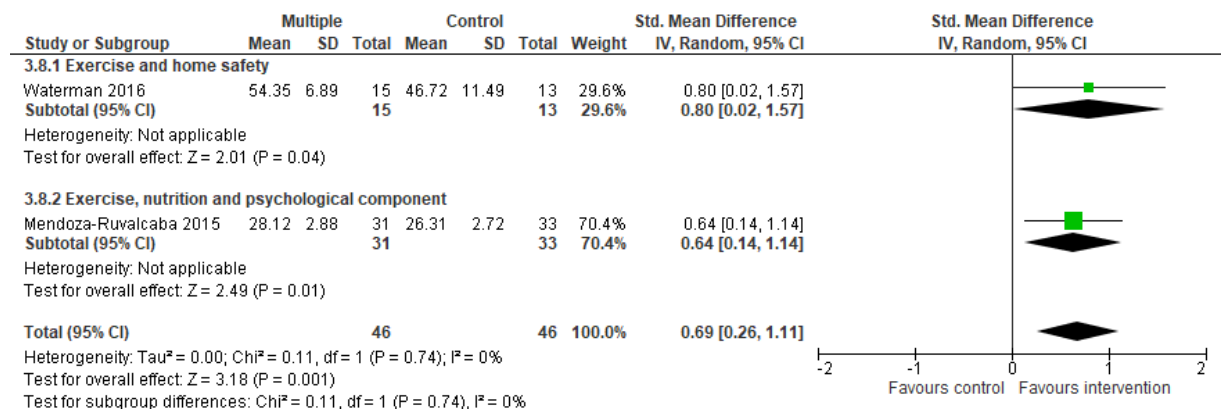 Multiple Control Std. Mean Difference Std. Mean Difference
Study or Subgroup Mean SD Total Mean SD Total Weight IV, Random, 95% CI IV, Random, 95% CI
3.8.1 Exercise and home safety
Waterman 2016 54.35 6.89 15 46.72 11.49 13 29.6% 0.80 [0.02, 1.57]
Subtotal (95% CI) 15 13 29.6% 0.80 [0.02, 1.57]
Heterogeneity: Not applicable
Test for overall effect: Z = 2.01 (P = 0.04)
3.8.2 Exercise, nutrition and psychological component
Mendoza-Ruvalcaba 2015 28.12 2.88 31 26.31 2.72 33 70.4% 0.64 [0.14, 1.14]
Subtotal (95% CI) 31 33 70.4% 0.64 [0.14, 1.14]
Heterogeneity: Not applicable
Test for overall effect: Z = 2.49 (P = 0.01)
Total (95% CI) 46 46 100.0% 0.69 [0.26, 1.11]
Heterogeneity: Tau² = 0.00; Chi² = 0.11, df = 1 (P = 0.74); I² = 0%
Test for overall effect: Z = 3.18 (P = 0.001)
Test for subgroup differences: Chi² = 0.11, df = 1 (P = 0.74), I² = 0%
-2 -1 0 1 2
Favours control Favours intervention